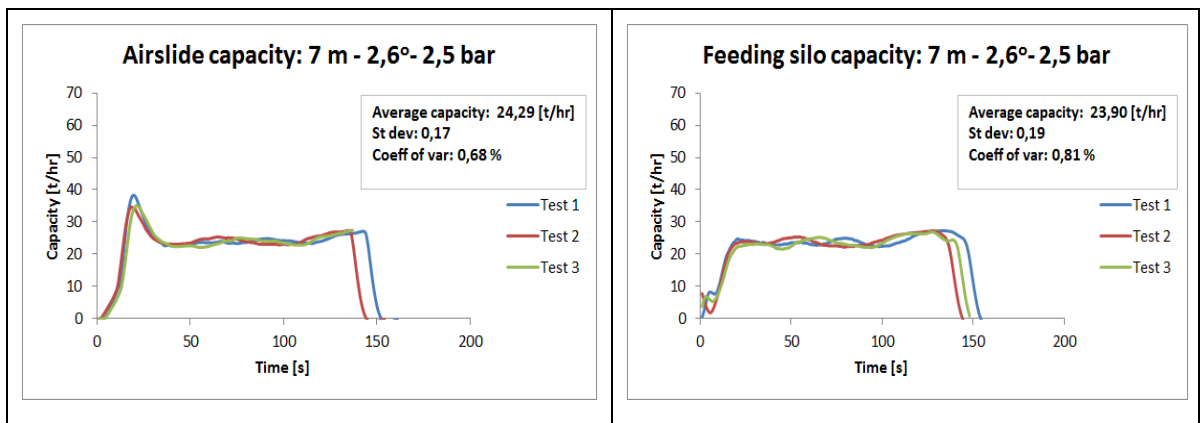 Airslide capacity: 7 m - 2,6º- 2,5 bar
70
60
50
40
30
20
10
0
Capacity [t/hr]
Average capacity: 24,29 [t/hr]
St dev: 0,17
Coeff of var: 0,68 %
Test 1
Test 2
Test 3
0 50 100 150 200
Time [s]
Feeding silo capacity: 7 m - 2,6º- 2,5 bar
70
60
50
40
30
20
10
0
Capacity [t/hr]
Average capacity: 23,90 [t/hr]
St dev: 0,19
Coeff of var: 0,81 %
Test 1
Test 2
Test 3
0 50 100 150 200
Time [s]